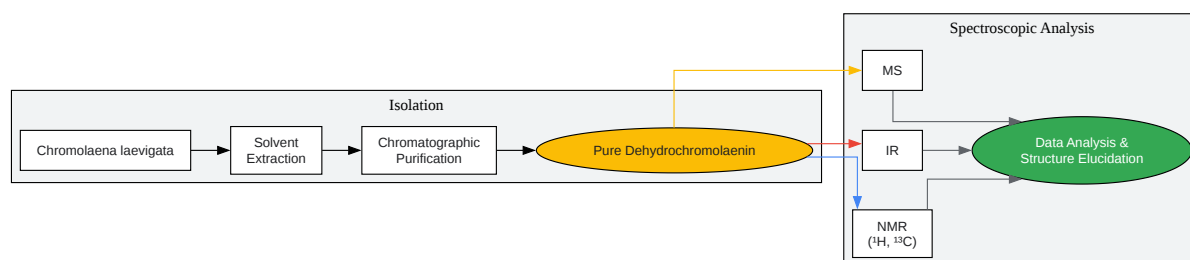 Isolation
Chromolaena laevigata
Solvent
Extraction
Chromatographic
Purification
Pure Dehydrochromolaenin
Spectroscopic Analysis
MS
IR
NMR
(¹H, ¹³C)
Data Analysis &
Structure Elucidation